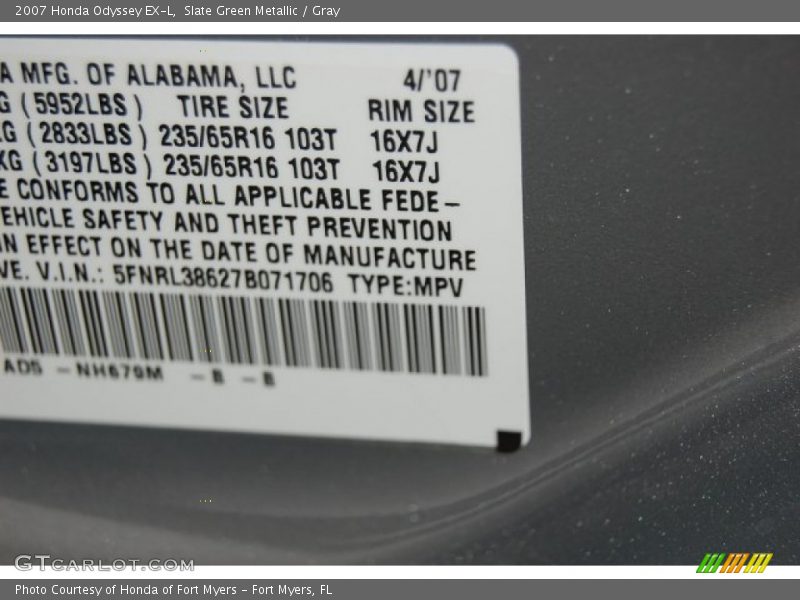 2007 Honda Odyssey EX-L, Slate Green Metallic / Gray
A MFG. OF ALABAMA, LLC 4/'07
G (5952LBS) TIRE SIZE RIM SIZE
KG (2833LBS) 235/65R16 103T 16X7J
KG (3197LBS) 235/65R16 103T 16X7J
E CONFORMS TO ALL APPLICABLE FEDE-
EHICLE SAFETY AND THEFT PREVENTION
IN EFFECT ON THE DATE OF MANUFACTURE
VE. V.I.N.: 5FNRL38627B071706 TYPE:MPV
AD5 - NH679M - B - B
GTCARLOT.COM
Photo Courtesy of Honda of Fort Myers - Fort Myers, FL